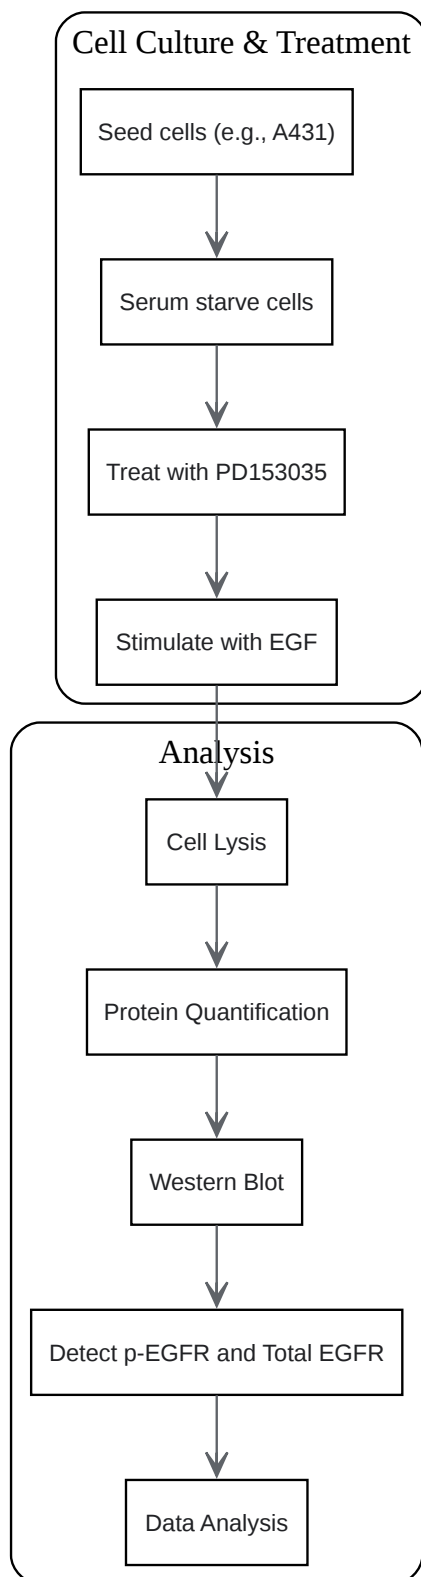 Cell Culture & Treatment
Seed cells (e.g., A431)
Serum starve cells
Treat with PD153035
Stimulate with EGF
Analysis
Cell Lysis
Protein Quantification
Western Blot
Detect p-EGFR and Total EGFR
Data Analysis